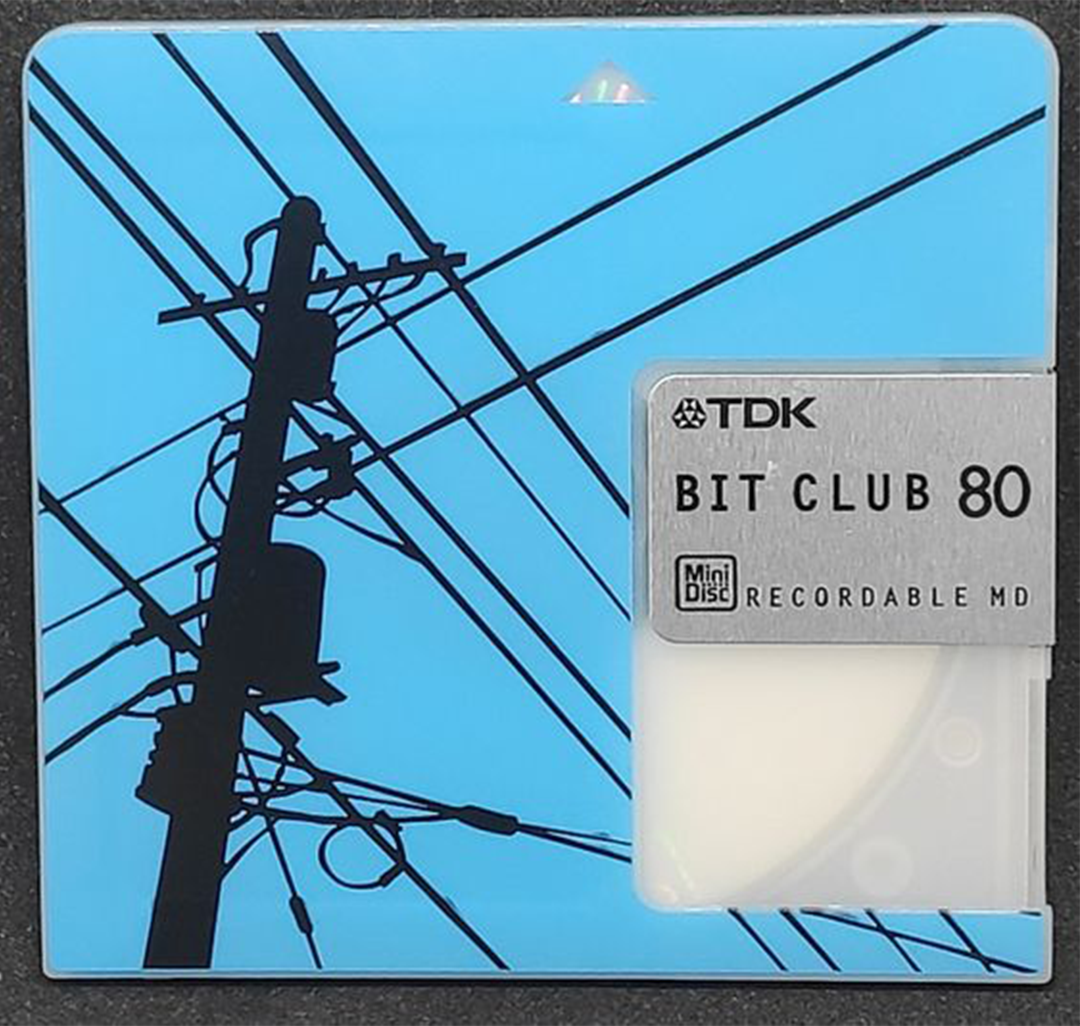 TDK
BIT CLUB 80
Mini
Disc
RECORDABLE MD